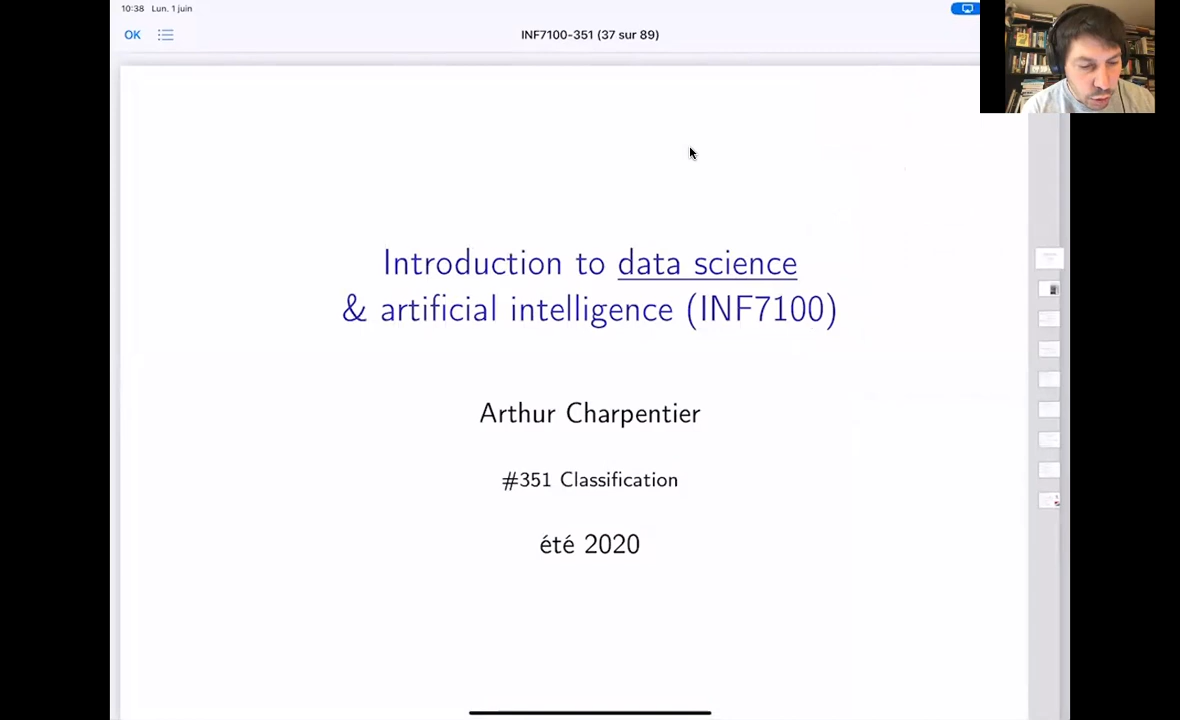 10:38 Lun. 1 juin
OK
INF7100-351 (37 sur 89)
Introduction to data science
& artificial intelligence (INF7100)
Arthur Charpentier
#351 Classification
été 2020